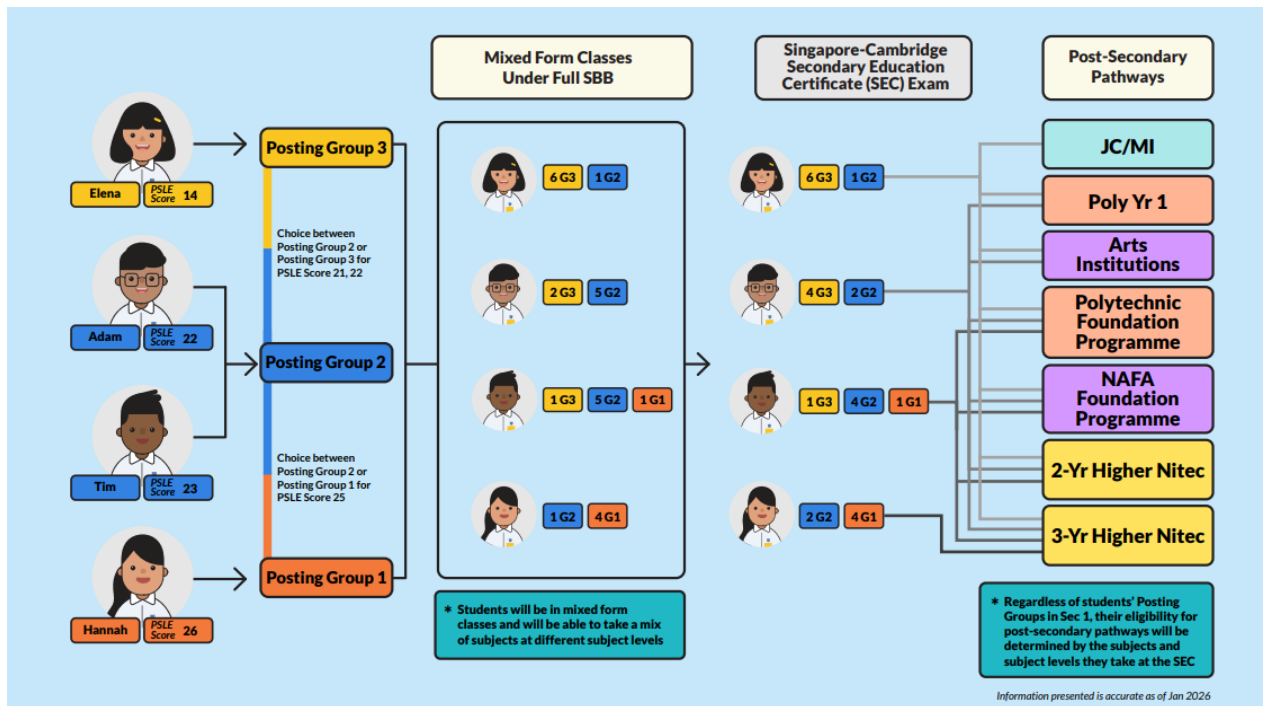 Mixed Form Classes
Under Full SBB
Singapore-Cambridge
Secondary Education
Certificate (SEC) Exam
Post-Secondary
Pathways
Elena
PSLE
Score 14
Adam
PSLE
Score 22
Tim
PSLE
Score 23
Hannah
PSLE
Score 26
Posting Group 3
Choice between
Posting Group 2 or
Posting Group 3 for
PSLE Score 21, 22
Posting Group 2
Choice between
Posting Group 2 or
Posting Group 1 for
PSLE Score 25
Posting Group 1
6 G3 1 G2
2 G3 5 G2
1 G3 5 G2 1 G1
1 G2 4 G1
* Students will be in mixed form
classes and will be able to take a mix
of subjects at different subject levels
6 G3 1 G2
4 G3 2 G2
1 G3 4 G2 1 G1
2 G2 4 G1
JC/MI
Poly Yr 1
Arts
Institutions
Polytechnic
Foundation
Programme
NAFA
Foundation
Programme
2-Yr Higher Nitec
3-Yr Higher Nitec
* Regardless of students' Posting
Groups in Sec 1, their eligibility for
post-secondary pathways will be
determined by the subjects and
subject levels they take at the SEC
Information presented is accurate as of Jan 2026